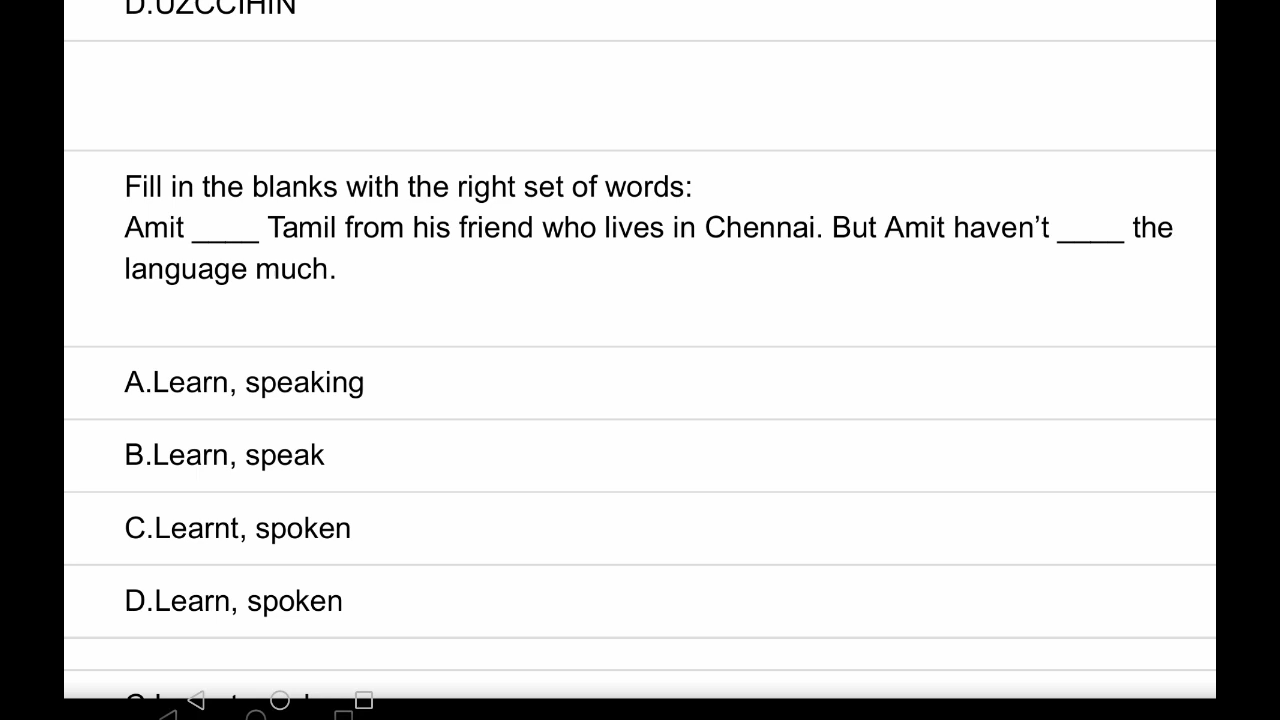 D.UZCCIHIN
Fill in the blanks with the right set of words:
Amit ____ Tamil from his friend who lives in Chennai. But Amit haven’t ____ the
language much.
A.Learn, speaking
B.Learn, speak
C.Learnt, spoken
D.Learn, spoken